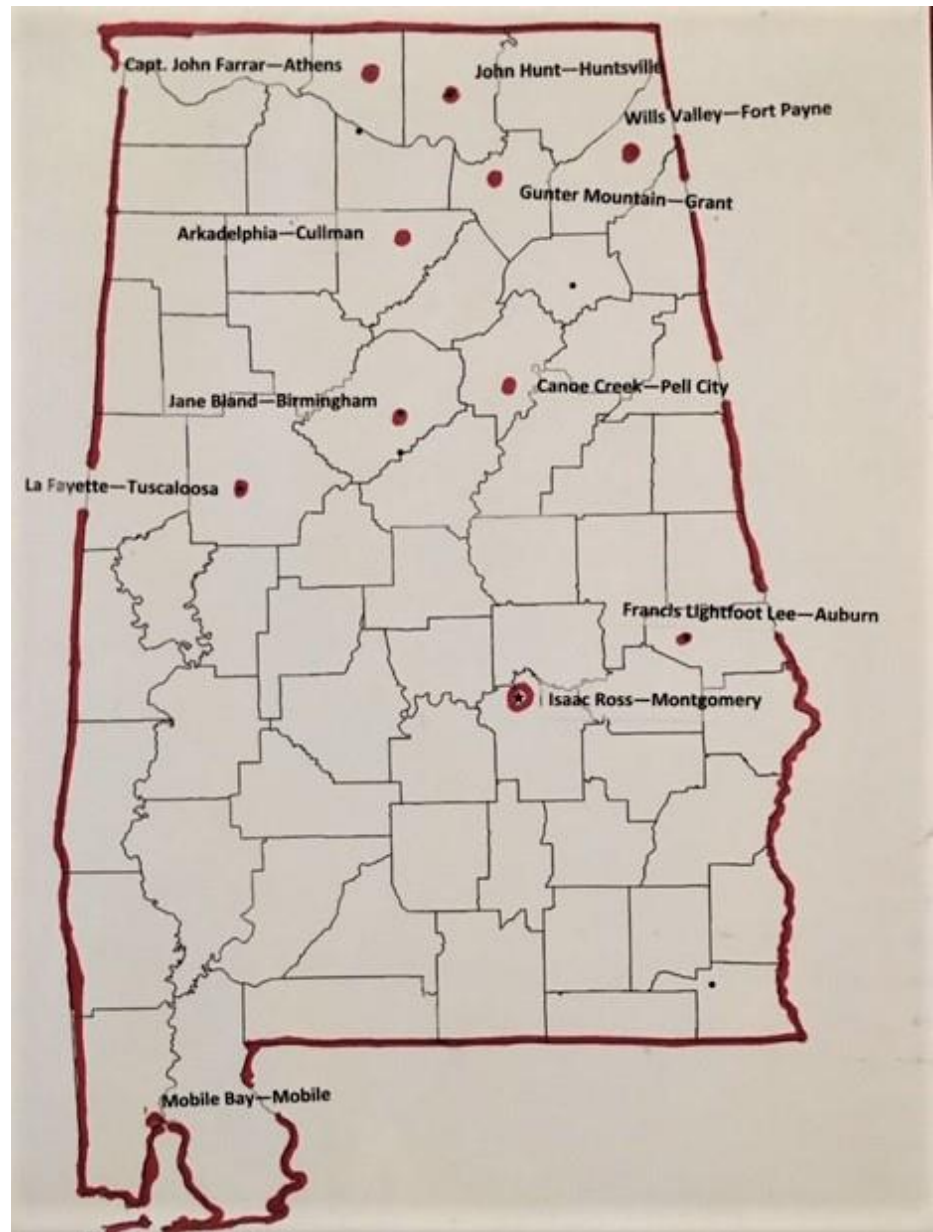 Capt. John Farrar—Athens
John Hunt—Huntsville
Wills Valley—Fort Payne
Gunter Mountain—Grant
Arkadelphia—Cullman
Canoe Creek—Pell City
Jane Bland—Birmingham
La Fayette—Tuscaloosa
Francis Lightfoot Lee—Auburn
Isaac Ross—Montgomery
Mobile Bay—Mobile